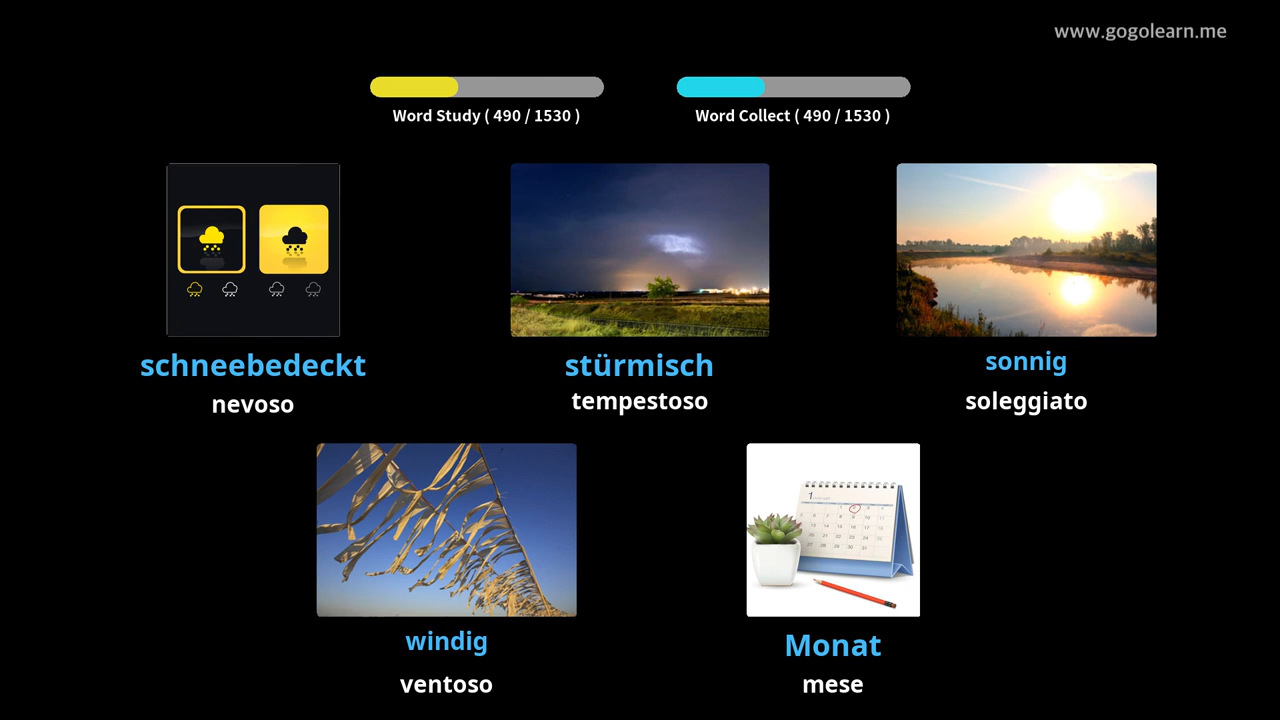 www.gogolearn.me
Word Study ( 490 / 1530 )
Word Collect ( 490 / 1530 )
schneebedeckt
stürmisch
sonnig
nevoso
tempestoso
soleggiato
windig
Monat
ventoso
mese